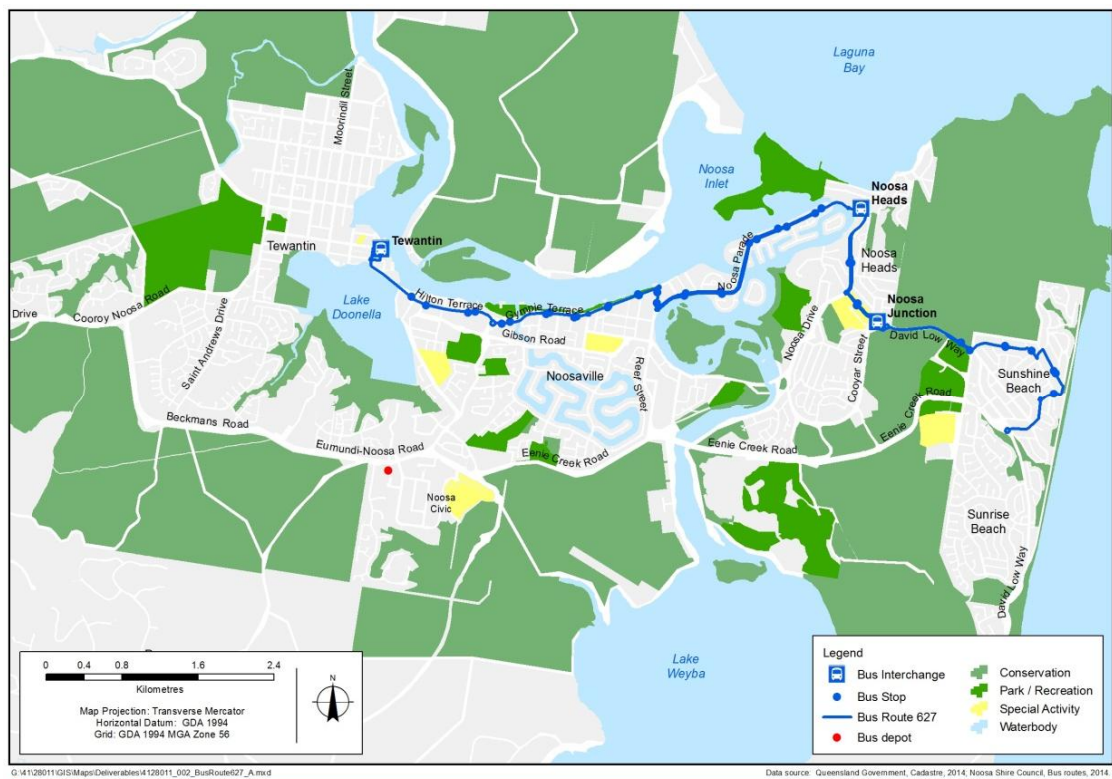 Laguna
Bay
Moorindil Street
Noosa
Inlet
Noosa
Heads
Tewantin
Tewantin
Noosa Parade
Noosa
Heads
Noosa
Junction
Lake
Doonella
Hilton Terrace
Gympie Terrace
Drive
Cooroy Noosa Road
Gibson Road
David Low Way
Noosa Drive
Saint Andrews Drive
Noosaville
Reef Street
Cooyar Street
Sunshine
Beach
Eenie Creek Road
Beckmans Road
Eumundi-Noosa Road
Eenie Creek Road
Eenie Creek Road
Noosa
Civic
Sunrise
Beach
David Low Way
Lake
Weyba
0 0.4 0.8 1.6 2.4
Kilometres
Map Projection: Transverse Mercator
Horizontal Datum: GDA 1994
Grid: GDA 1994 MGA Zone 56
N
Legend
Bus Interchange
Bus Stop
Bus Route 627
Bus depot
Conservation
Park / Recreation
Special Activity
Waterbody
G:\41\28011\GIS\Maps\Deliverables\4128011_002_BusRoute627_A.mxd
Data source: Queensland Government, Cadastre, 2014; Noosa Shire Council, Bus routes, 2014.